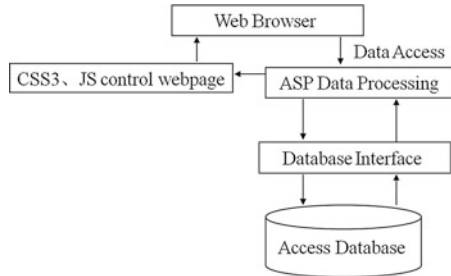 Web Browser
Data Access
CSS3、JS control webpage
ASP Data Processing
Database Interface
Access Database